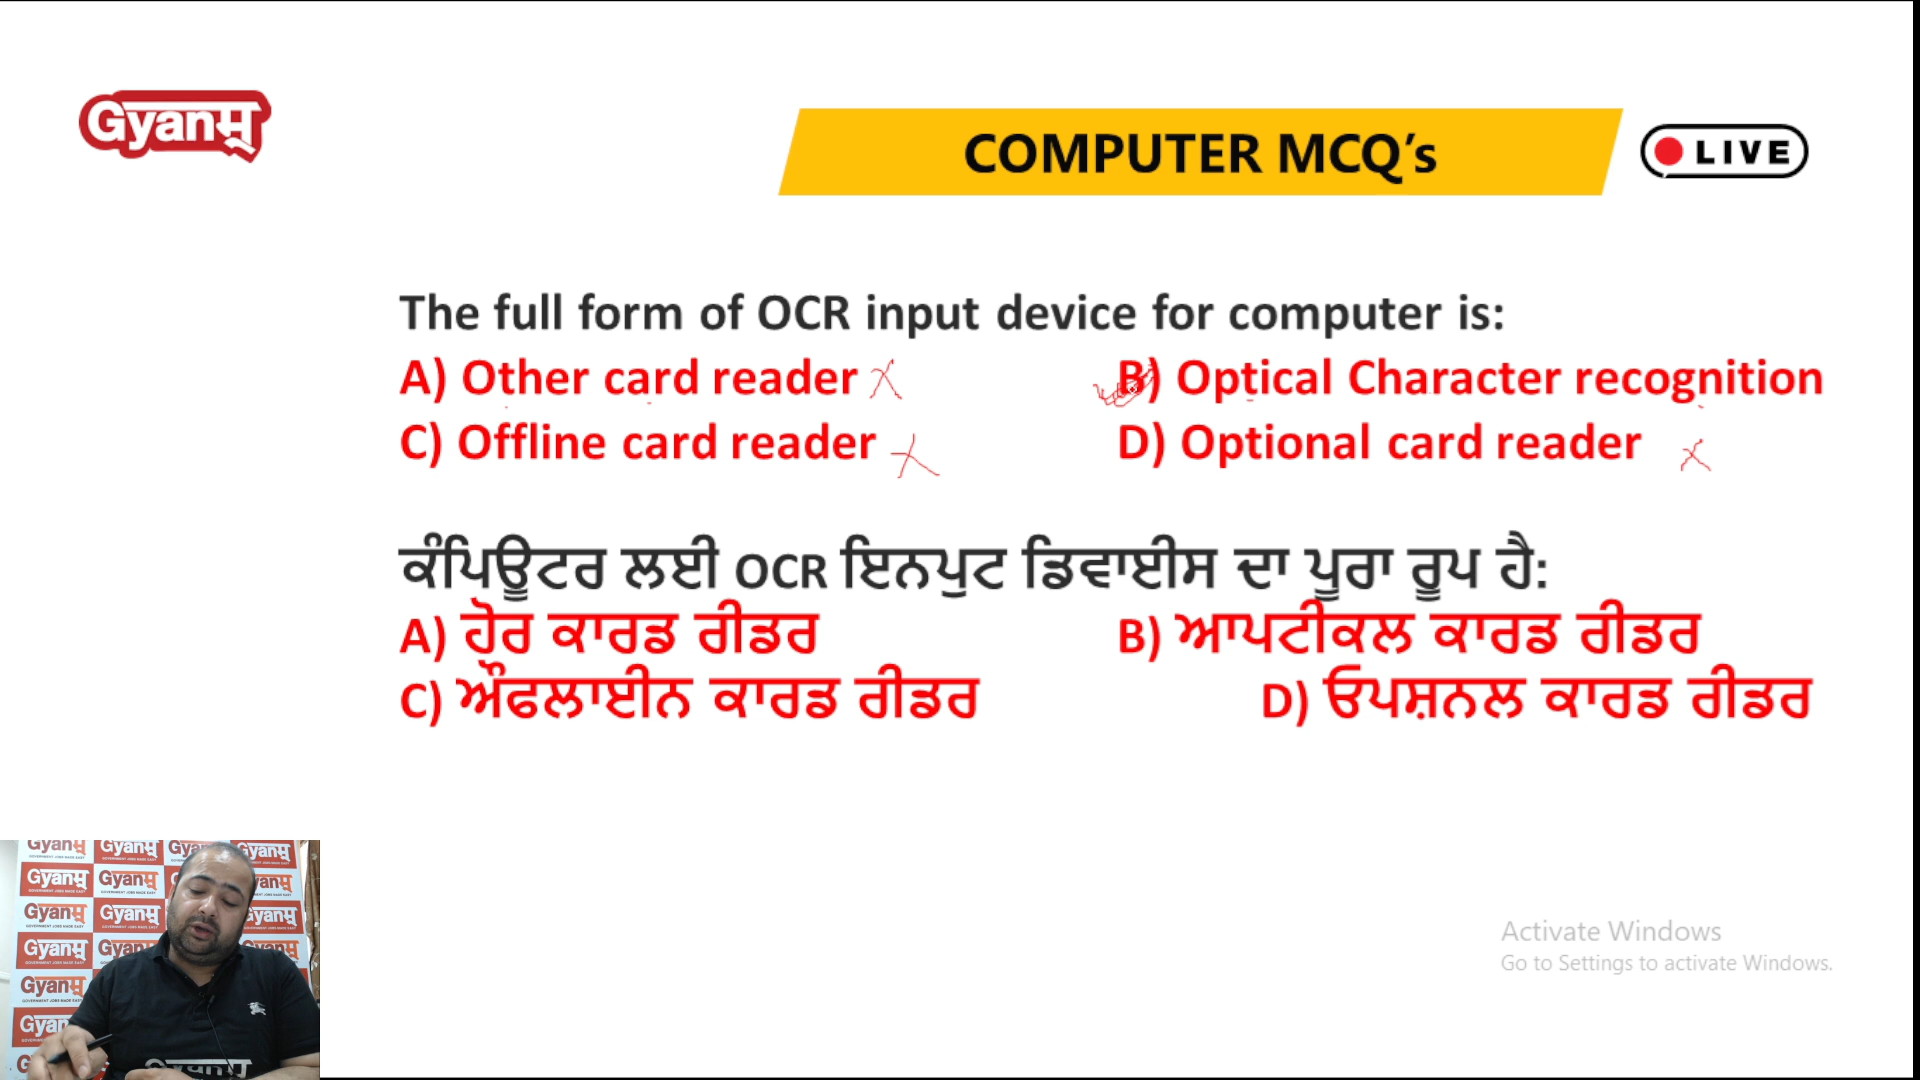 Gyanਸ੍ਰ
COMPUTER MCQ’s
LIVE
The full form of OCR input device for computer is:
A) Other card reader B) Optical Character recognition
C) Offline card reader D) Optional card reader
ਕੰਪਿਊਟਰ ਲਈ OCR ਇਨਪੁਟ ਡਿਵਾਈਸ ਦਾ ਪੂਰਾ ਰੂਪ ਹੈ:
A) ਹੋਰ ਕਾਰਡ ਰੀਡਰ B) ਆਪਟੀਕਲ ਕਾਰਡ ਰੀਡਰ
C) ਔਫਲਾਈਨ ਕਾਰਡ ਰੀਡਰ D) ਓਪਸ਼ਨਲ ਕਾਰਡ ਰੀਡਰ
Activate Windows
Go to Settings to activate Windows.